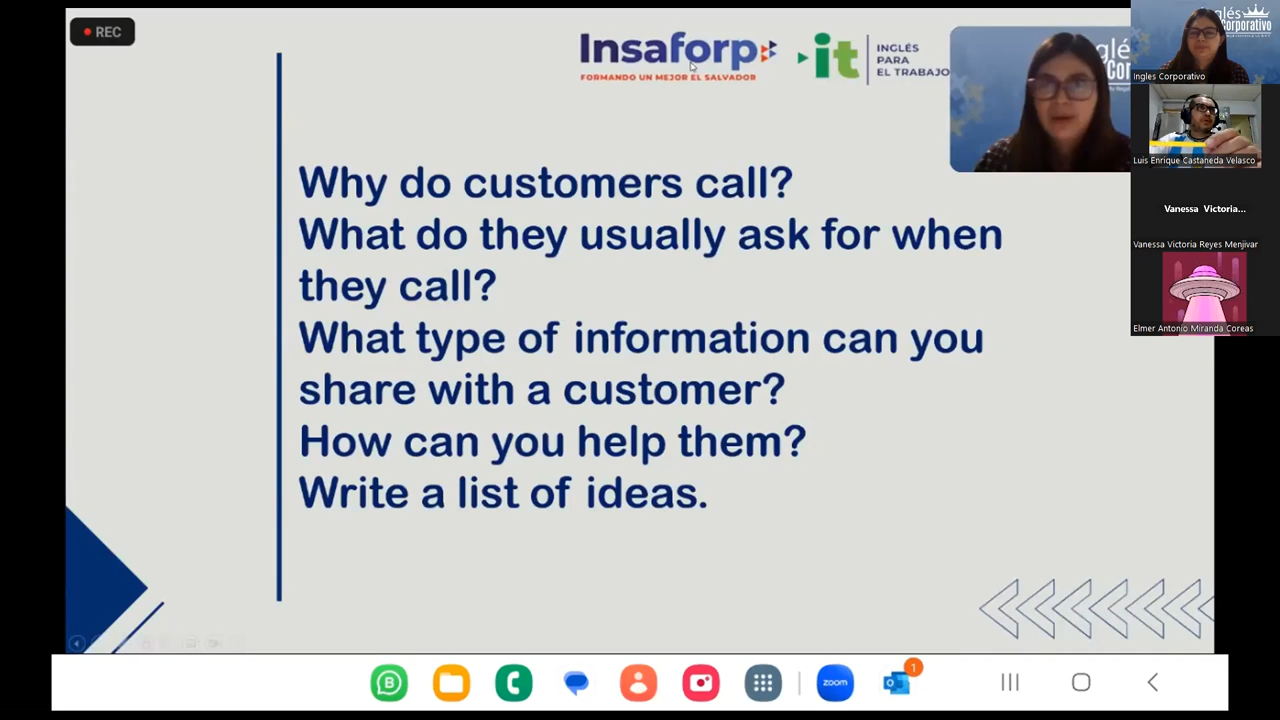 REC
Insaforp
FORMANDO UN MEJOR EL SALVADOR
it
INGLÉS
PARA
EL TRABAJO
Why do customers call?
What do they usually ask for when
they call?
What type of information can you
share with a customer?
How can you help them?
Write a list of ideas.
Ingles Corporativo
Luis Enrique Castaneda Velasco
Vanessa Victoria...
Vanessa Victoria Reyes Menjivar
Elmer Antonio Miranda Coreas
zoom
1